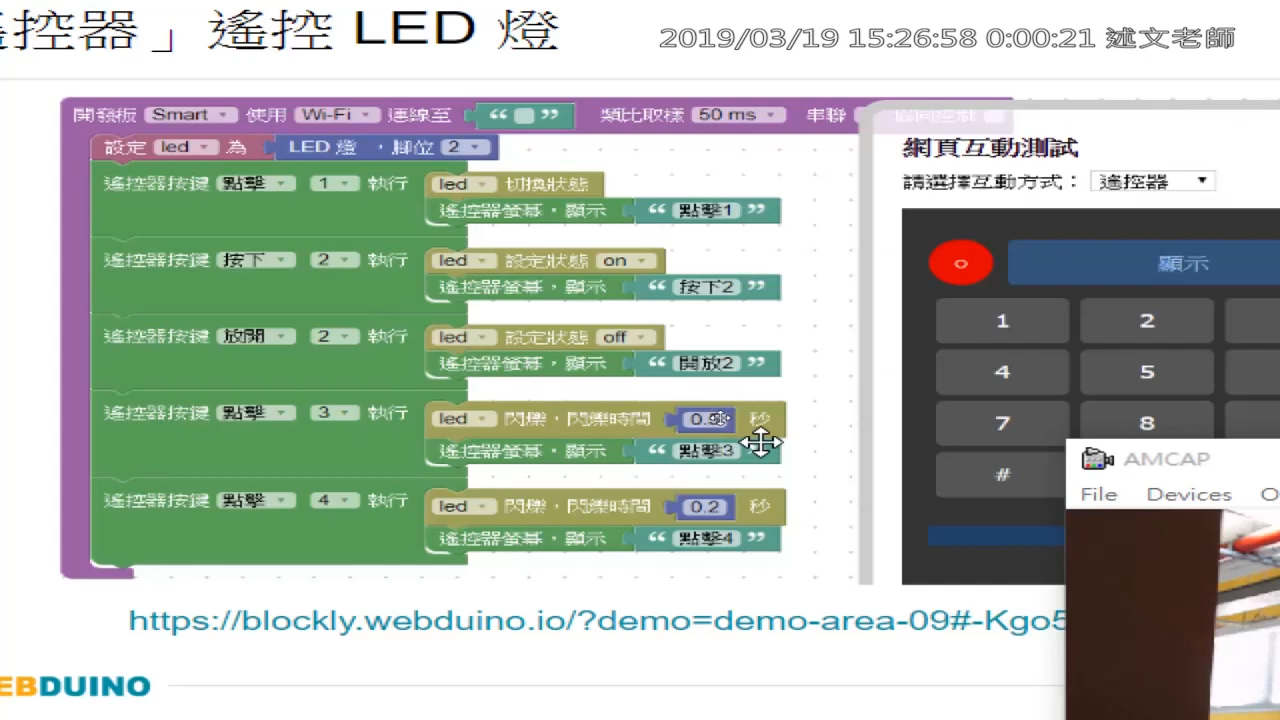 遙控器」遙控 LED 燈
2019/03/19 15:26:58 0:00:21 述文老師
開發板 Smart 使用 Wi-Fi 連線至 “ ” 類比取樣 50 ms 串聯
設定 led 為 LED 燈 ，腳位 2
遙控器按鍵 點擊 1 執行 led 切換狀態
遙控器螢幕，顯示 “ 點擊1 ”
遙控器按鍵 按下 2 執行 led 設定狀態 on
遙控器螢幕，顯示 “ 按下2 ”
遙控器按鍵 放開 2 執行 led 設定狀態 off
遙控器螢幕，顯示 “ 開放2 ”
遙控器按鍵 點擊 3 執行 led 閃爍，閃爍時間 秒
遙控器螢幕，顯示 “ 點擊3
遙控器按鍵 點擊 4 執行 led 閃爍，閃爍時間 0.2 秒
遙控器螢幕，顯示 “ 點擊4 ”
網頁互動測試
請選擇互動方式： 遙控器
顯示
1 2
4 5
7 8
#
AMCAP
File Devices O
https://blockly.webduino.io/?demo=demo-area-09#-Kgo5
EBDUINO